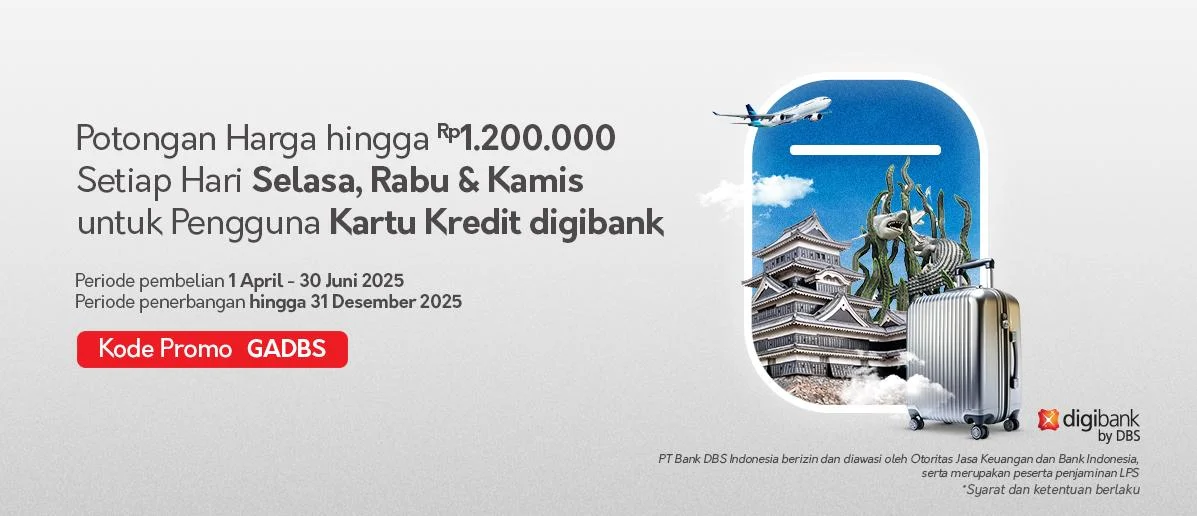 Potongan Harga hingga Rp1.200.000
Setiap Hari Selasa, Rabu & Kamis
untuk Pengguna Kartu Kredit digibank
Periode pembelian 1 April - 30 Juni 2025
Periode penerbangan hingga 31 Desember 2025
Kode Promo GADBS
digibank
by DBS
PT Bank DBS Indonesia berizin dan diawasi oleh Otoritas Jasa Keuangan dan Bank Indonesia,
serta merupakan peserta penjaminan LPS
*Syarat dan ketentuan berlaku